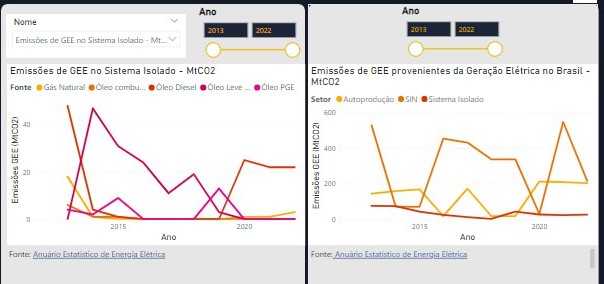 Nome
Emissões de GEE no Sistema Isolado - Mt...
Ano
2013
2022
Emissões de GEE no Sistema Isolado - MtCO2
Fonte Gás Natural Óleo combu... Óleo Diesel Óleo Leve ... Óleo PGE
Emissões GEE (MtCO2)
40
20
0
2015
2020
Ano
Fonte: Anuário Estatístico de Energia Elétrica
Ano
2013
2022
Emissões de GEE provenientes da Geração Elétrica no Brasil -
MtCO2
Setor Autoprodução SIN Sistema Isolado
Emissões GEE (MtCO2)
600
400
200
0
2015
2020
Ano
Fonte: Anuário Estatístico de Energia Elétrica